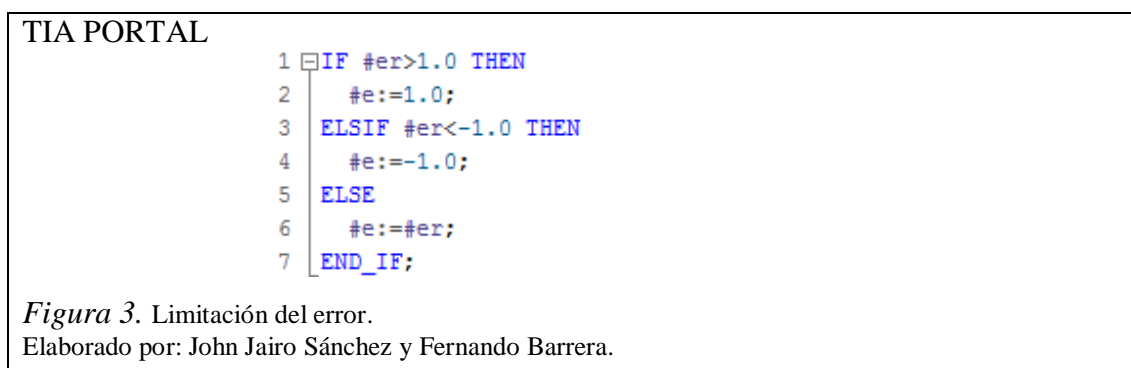 TIA PORTAL
1 IF #er>1.0 THEN
2 #e:=1.0;
3 ELSIF #er<-1.0 THEN
4 #e:=-1.0;
5 ELSE
6 #e:=#er;
7 END_IF;
Figura 3. Limitación del error.
Elaborado por: John Jairo Sánchez y Fernando Barrera.